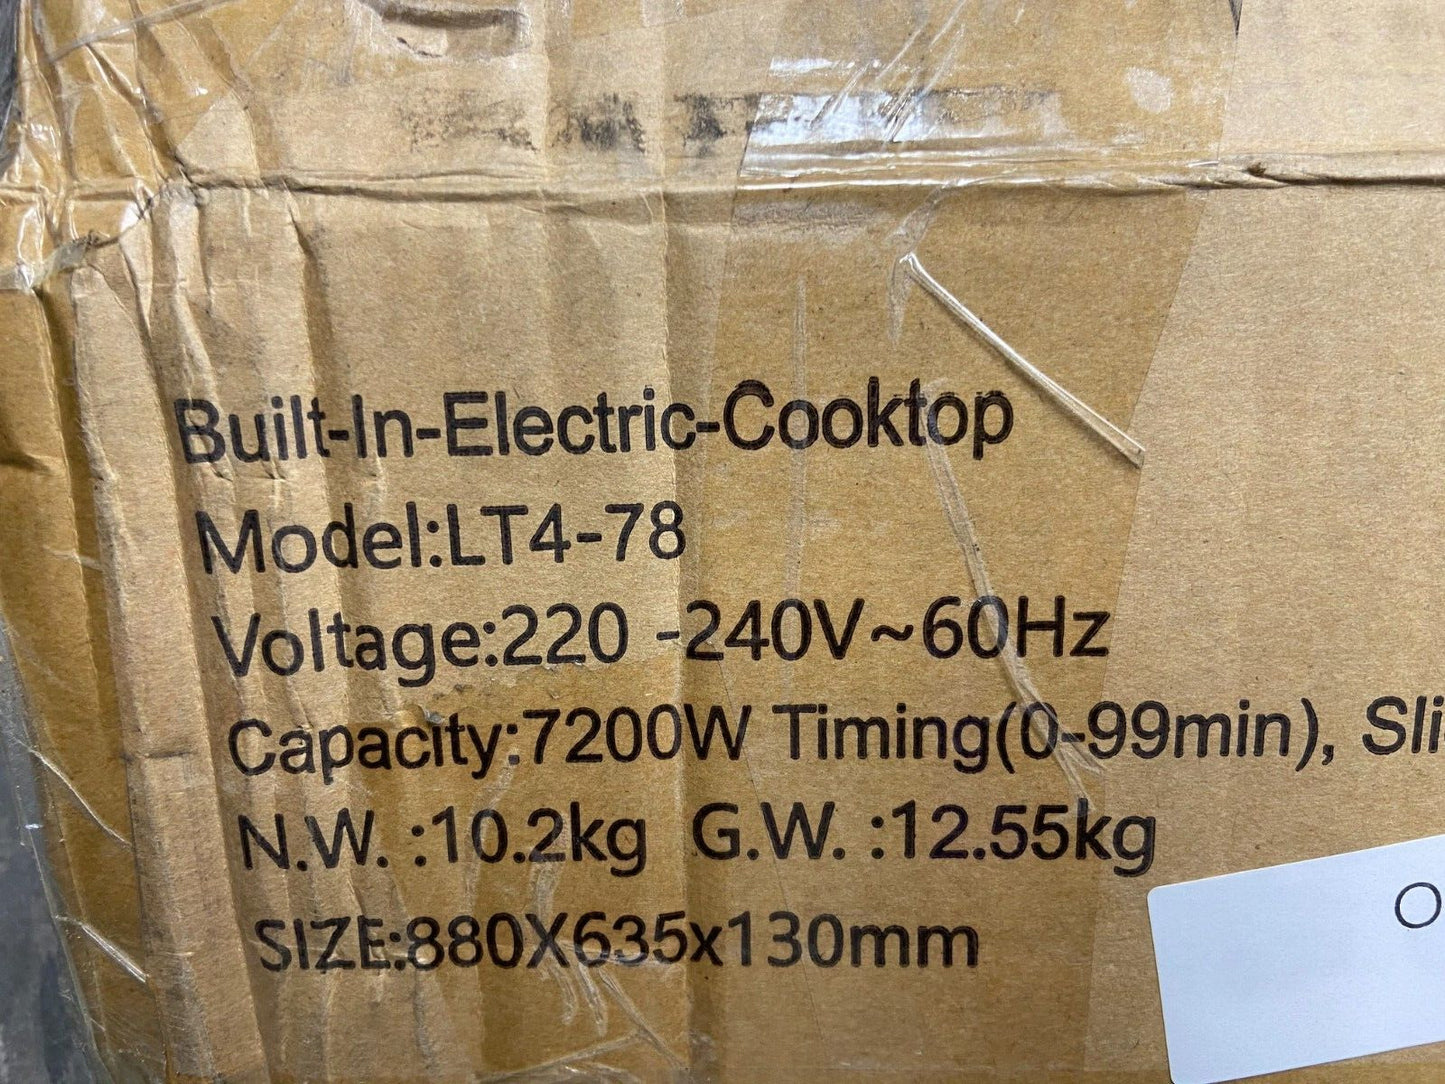 Built-In-Electric-Cooktop
Model:LT4-78
Voltage:220 -240V~60Hz
Capacity:7200W Timing(0-99min),
N.W. :10.2kg G.W. :12.55kg
SIZE:880X635x130mm